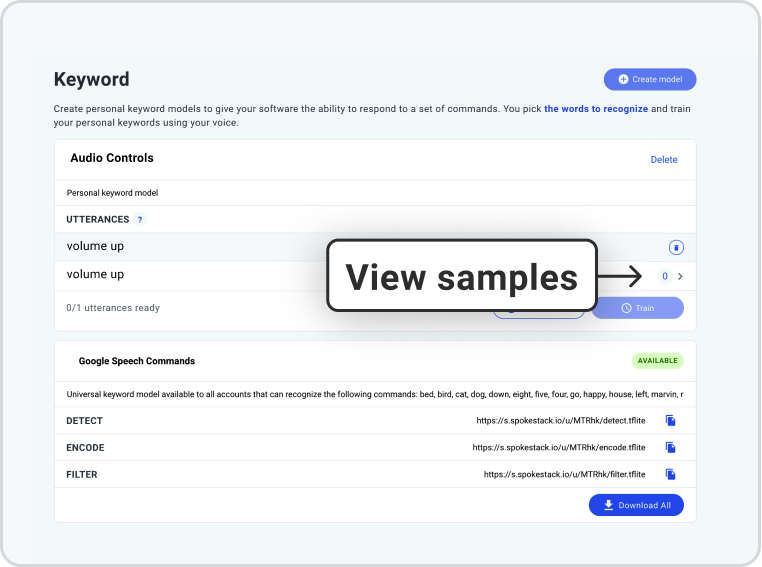 Keyword
Create model
Create personal keyword models to give your software the ability to respond to a set of commands. You pick the words to recognize and train
your personal keywords using your voice.
Audio Controls
Delete
Personal keyword model
UTTERANCES ?
volume up
volume up
View samples
0
0/1 utterances ready
Train
Google Speech Commands
AVAILABLE
Universal keyword model available to all accounts that can recognize the following commands: bed, bird, cat, dog, down, eight, five, four, go, happy, house, left, marvin, r
DETECT https://s.spokestack.io/u/MTRhk/detect.tflite
ENCODE https://s.spokestack.io/u/MTRhk/encode.tflite
FILTER https://s.spokestack.io/u/MTRhk/filter.tflite
Download All